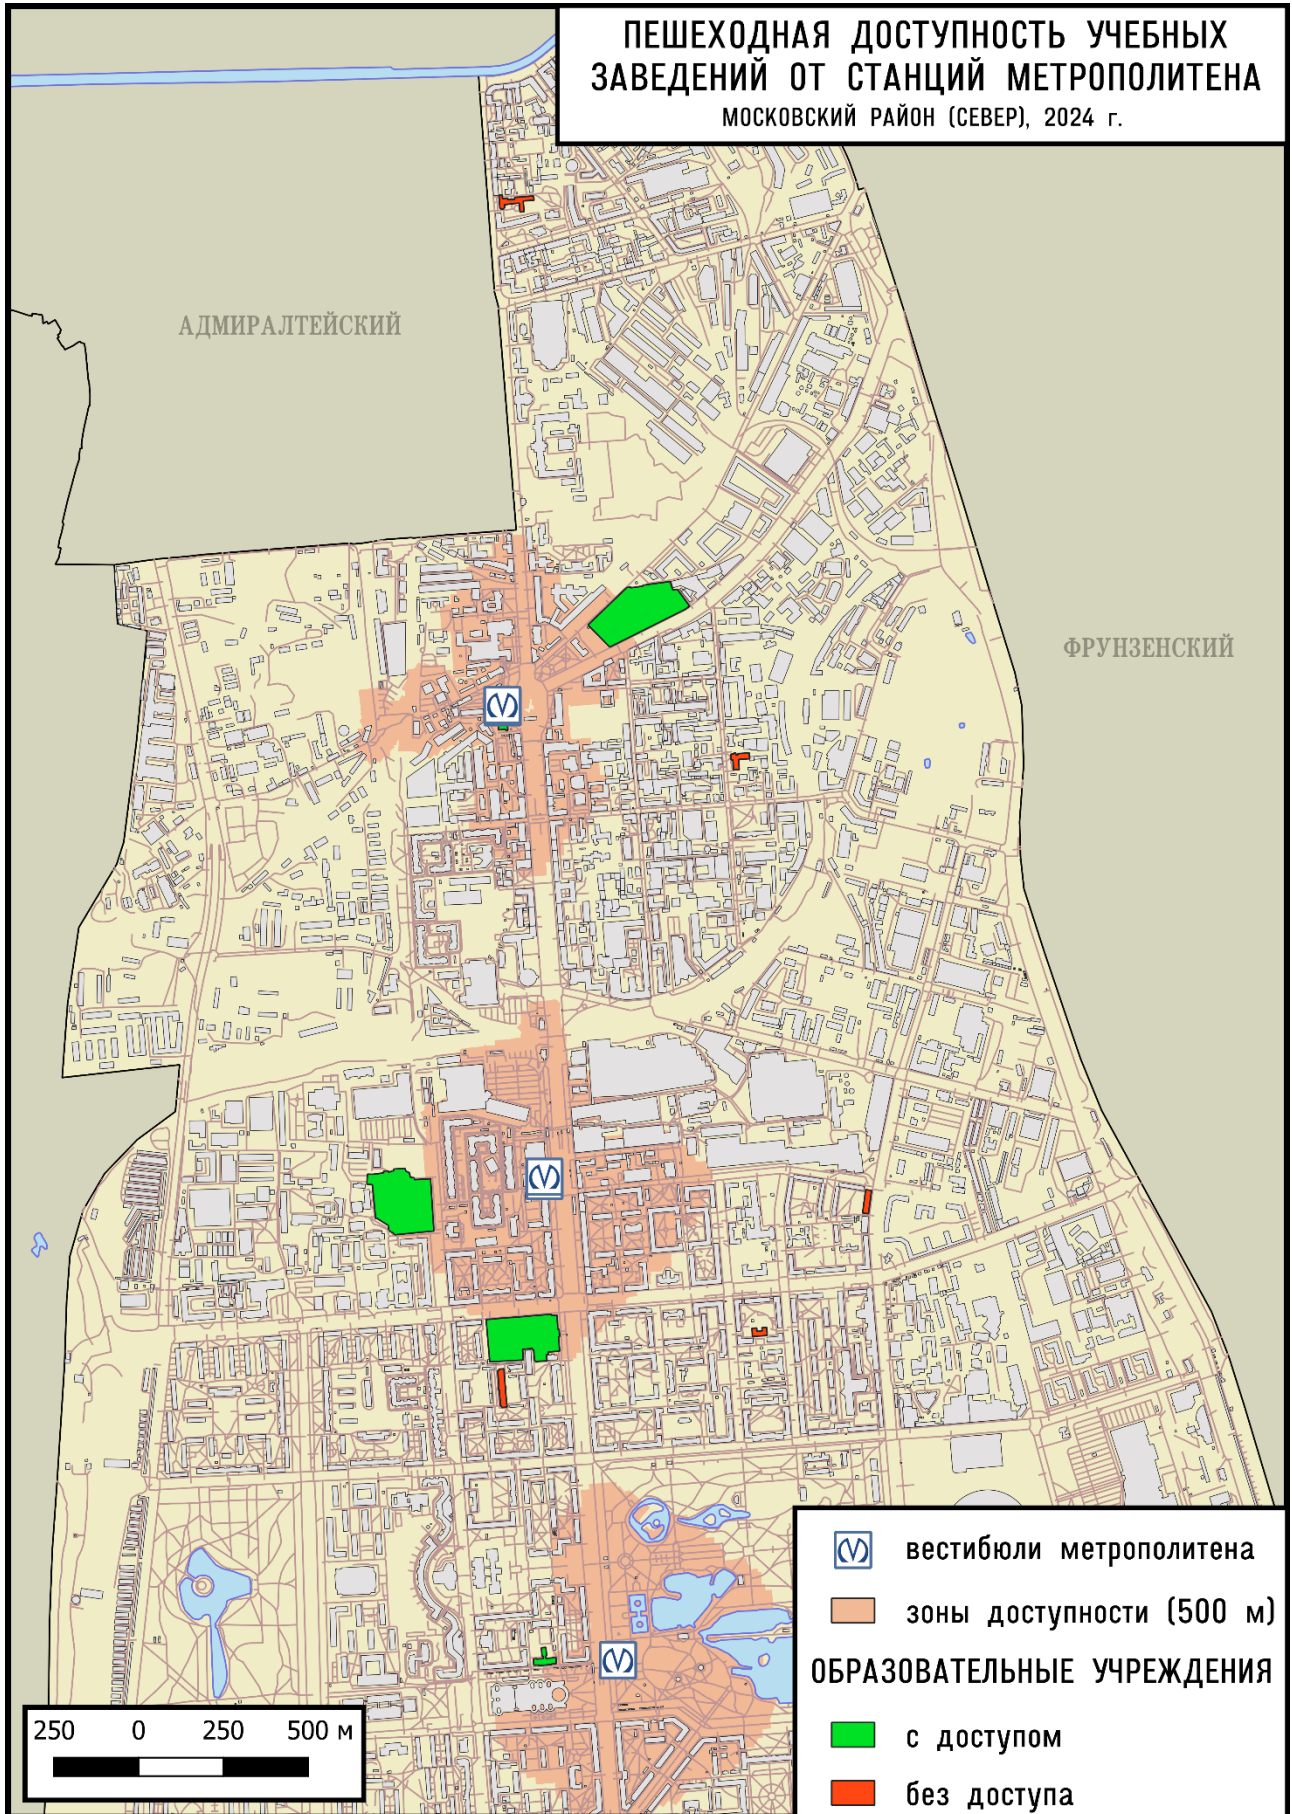 ПЕШЕХОДНАЯ ДОСТУПНОСТЬ УЧЕБНЫХ
ЗАВЕДЕНИЙ ОТ СТАНЦИЙ МЕТРОПОЛИТЕНА
МОСКОВСКИЙ РАЙОН (СЕВЕР), 2024 г.
АДМИРАЛТЕЙСКИЙ
ФРУНЗЕНСКИЙ
вестибюли метрополитена
зоны доступности (500 м)
ОБРАЗОВАТЕЛЬНЫЕ УЧРЕЖДЕНИЯ
с доступом
без доступа
250 0 250 500 м